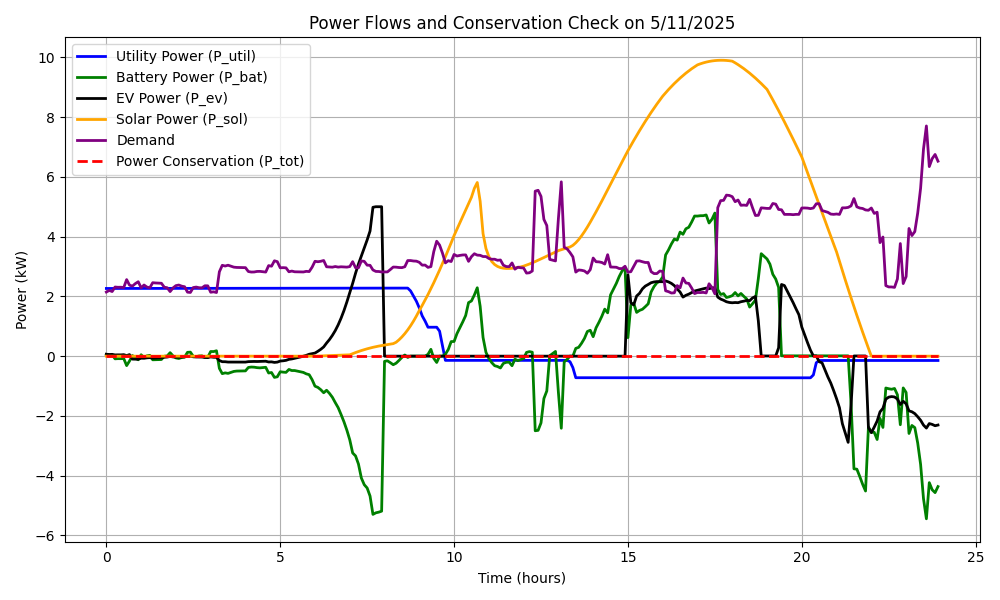 Power Flows and Conservation Check on 5/11/2025
Utility Power (P_util)
Battery Power (P_bat)
EV Power (P_ev)
Solar Power (P_sol)
Demand
Power Conservation (P_tot)
Power (kW)
10
8
6
4
2
0
−2
−4
−6
0 5 10 15 20 25
Time (hours)